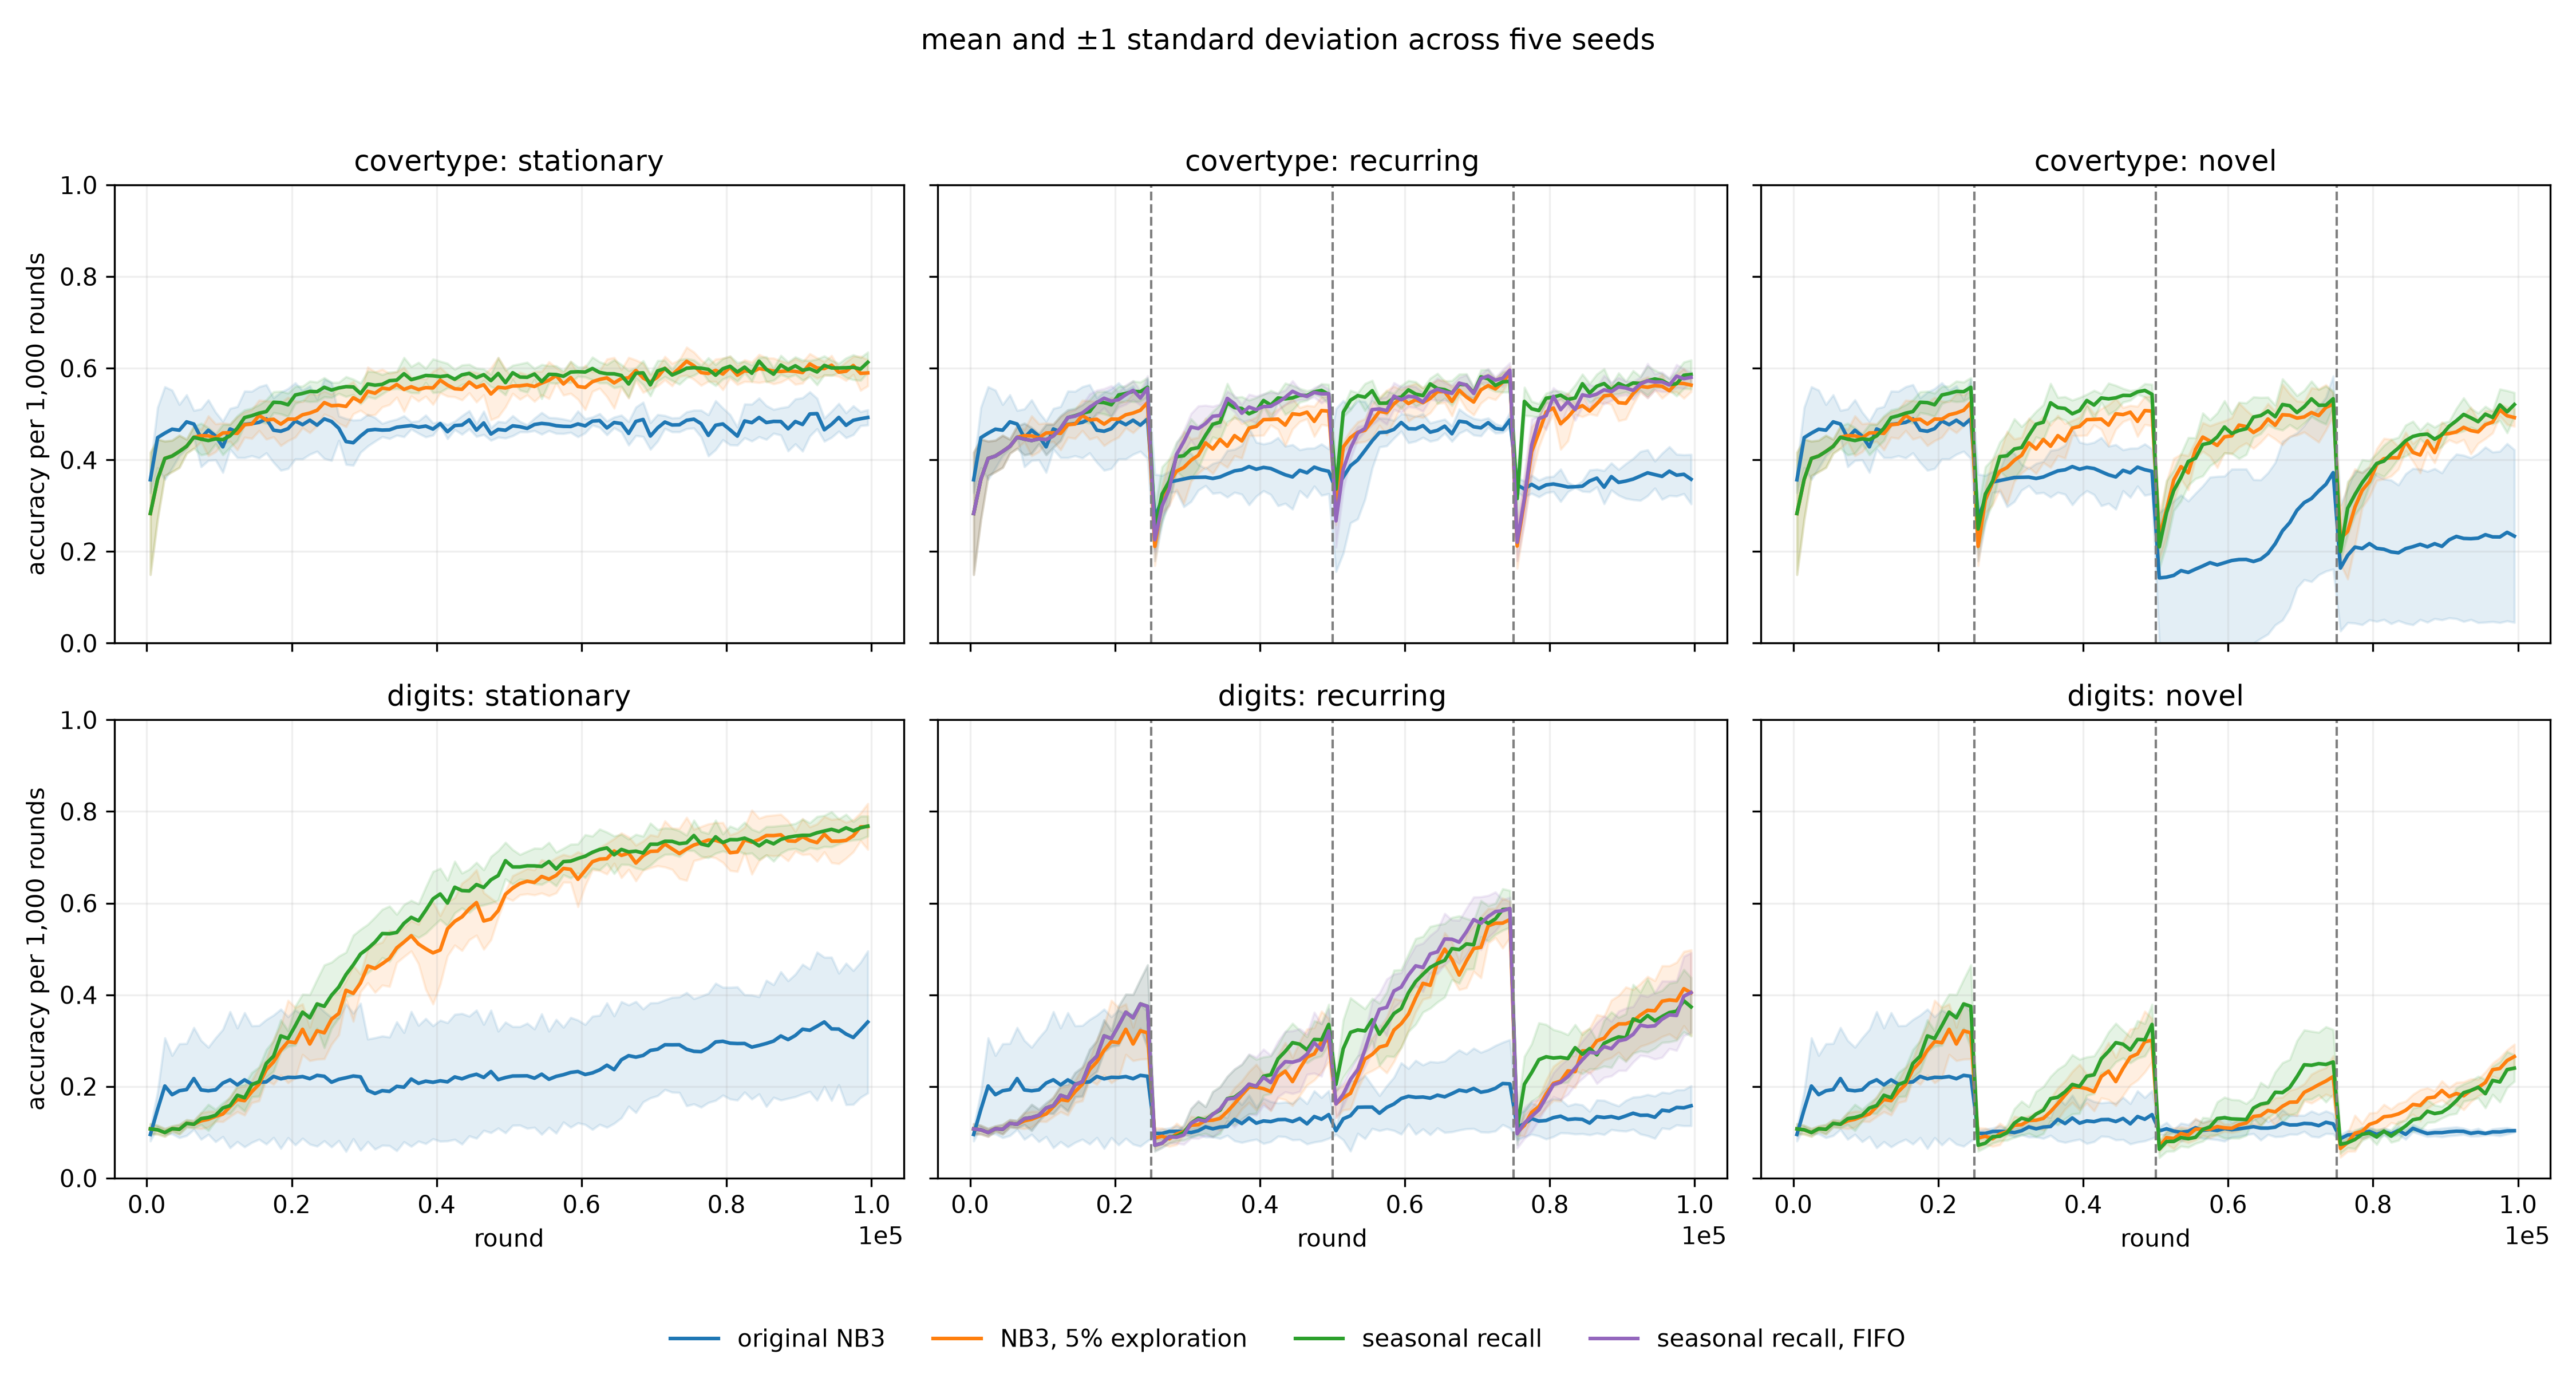 mean and ±1 standard deviation across five seeds
covertype: stationary
covertype: recurring
covertype: novel
accuracy per 1,000 rounds
1.0
0.8
0.6
0.4
0.2
0.0
digits: stationary
digits: recurring
digits: novel
accuracy per 1,000 rounds
1.0
0.8
0.6
0.4
0.2
0.0
0.0 0.2 0.4 0.6 0.8 1.0
1e5
round
0.0 0.2 0.4 0.6 0.8 1.0
1e5
round
0.0 0.2 0.4 0.6 0.8 1.0
1e5
round
original NB3
NB3, 5% exploration
seasonal recall
seasonal recall, FIFO